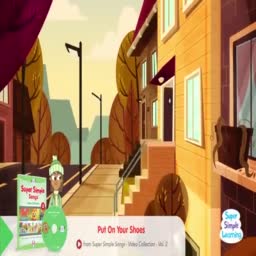 Super Simple
Songs
Put On Your Shoes
from Super Simple Songs - Video Collection - Vol. 2
Super
Simple
Learning